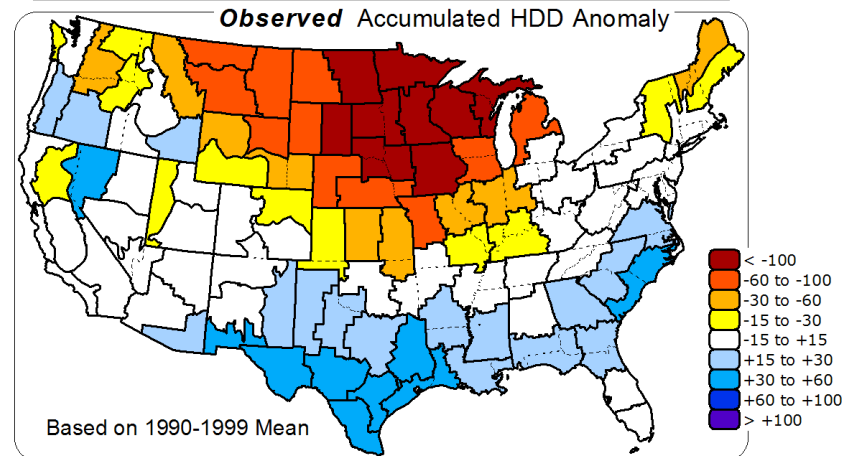 Observed Accumulated HDD Anomaly
< -100
-60 to -100
-30 to -60
-15 to -30
-15 to +15
+15 to +30
+30 to +60
+60 to +100
> +100
Based on 1990-1999 Mean